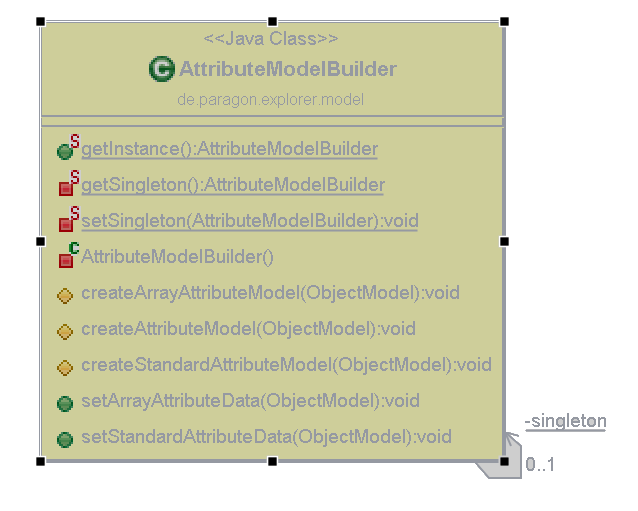 <<Java Class>>
C AttributeModelBuilder
de.paragon.explorer.model
S getInstance():AttributeModelBuilder
S getSingleton():AttributeModelBuilder
S setSingleton(AttributeModelBuilder):void
C AttributeModelBuilder()
createArrayAttributeModel(ObjectModel):void
createAttributeModel(ObjectModel):void
createStandardAttributeModel(ObjectModel):void
setArrayAttributeData(ObjectModel):void
setStandardAttributeData(ObjectModel):void
-singleton
0..1